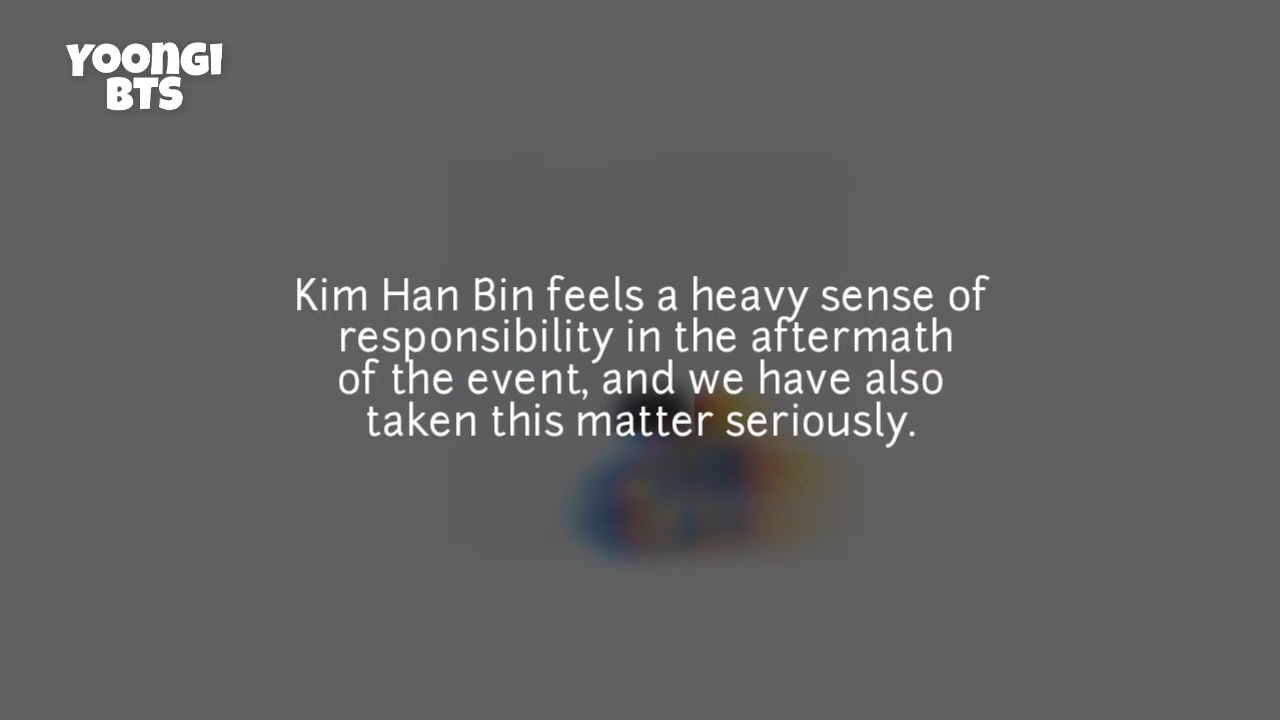 YOONGI
BTS
Kim Han Bin feels a heavy sense of
responsibility in the aftermath
of the event, and we have also
taken this matter seriously.